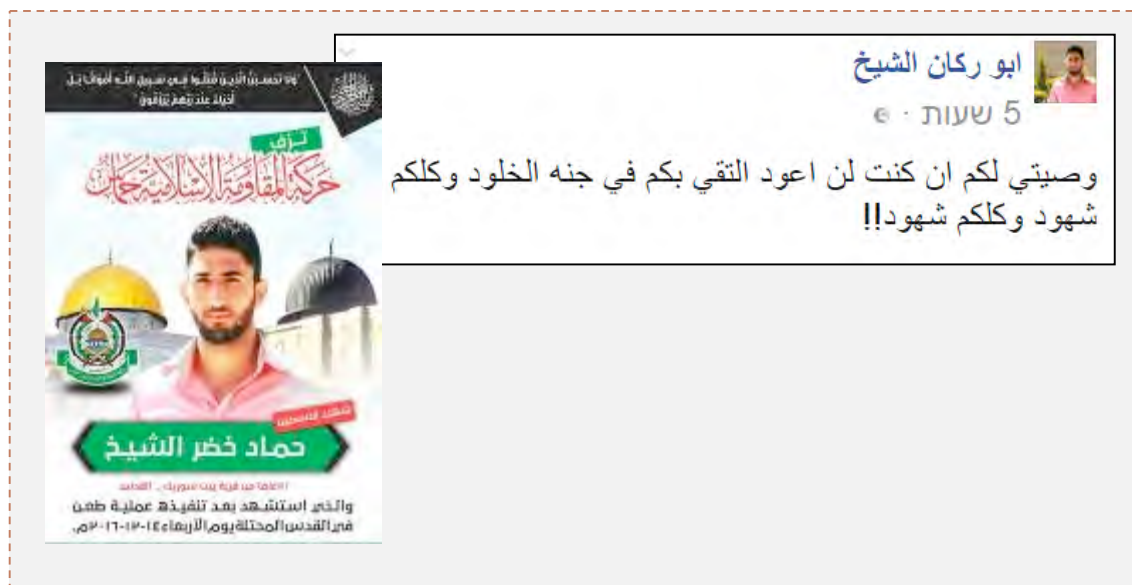 ابو ركان الشيخ
5 שעות ·
وصيتي لكم ان كنت لن اعود التقي بكم في جنه الخلود وكلكم
شهود وكلكم شهود!!
ولا تحسبن الذين قتلوا في سبيل الله أمواتا بل
أحياء عند ربهم يرزقون
تزف
حركة المقاومة الإسلامية حماس
حماد خضر الشيخ
والذي استشهد بعد تنفيذه عملية طعن
في القدس المحتلة يوم الأربعاء ١٤-١٢-٢٠١٦م.